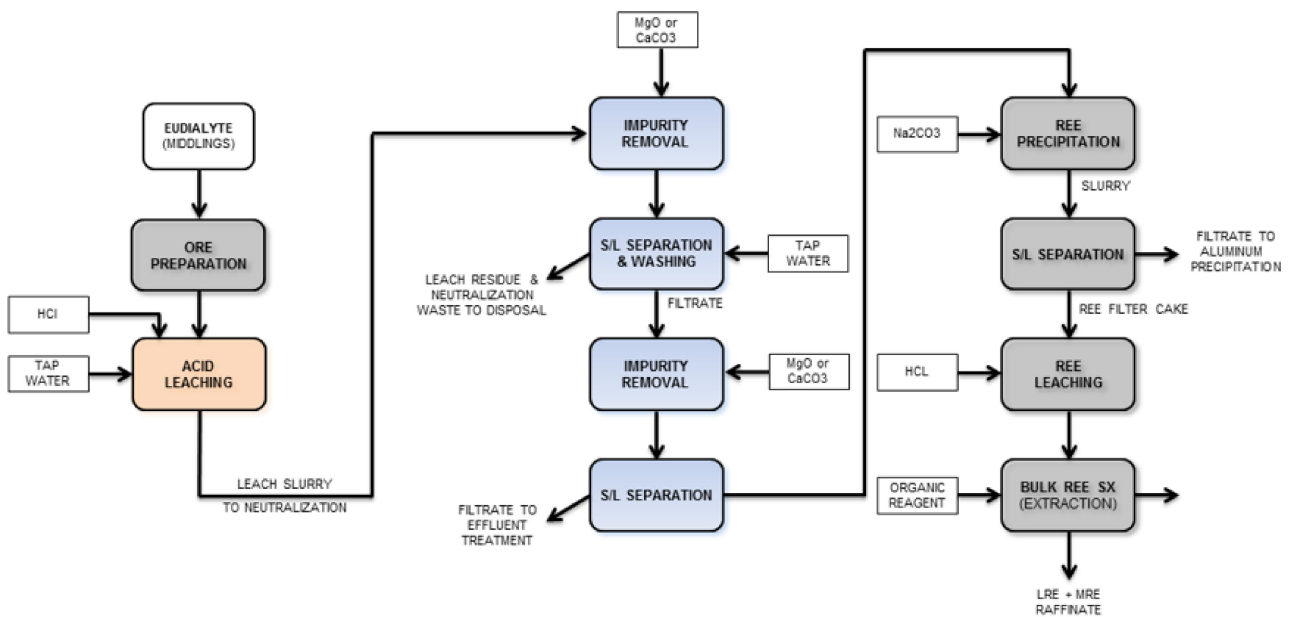 EUDIALYTE
(MIDDLINGS)
ORE
PREPARATION
HCl
TAP
WATER
ACID
LEACHING
LEACH SLURRY
TO NEUTRALIZATION
MgO or
CaCO3
IMPURITY
REMOVAL
S/L SEPARATION
& WASHING
TAP
WATER
LEACH RESIDUE &
NEUTRALIZATION
WASTE TO DISPOSAL
FILTRATE
IMPURITY
REMOVAL
MgO or
CaCO3
S/L SEPARATION
FILTRATE TO
EFFLUENT
TREATMENT
Na2CO3
REE
PRECIPITATION
SLURRY
S/L SEPARATION
FILTRATE TO
ALUMINUM
PRECIPITATION
REE FILTER CAKE
HCL
REE
LEACHING
ORGANIC
REAGENT
BULK REE SX
(EXTRACTION)
LRE + MRE
RAFFINATE